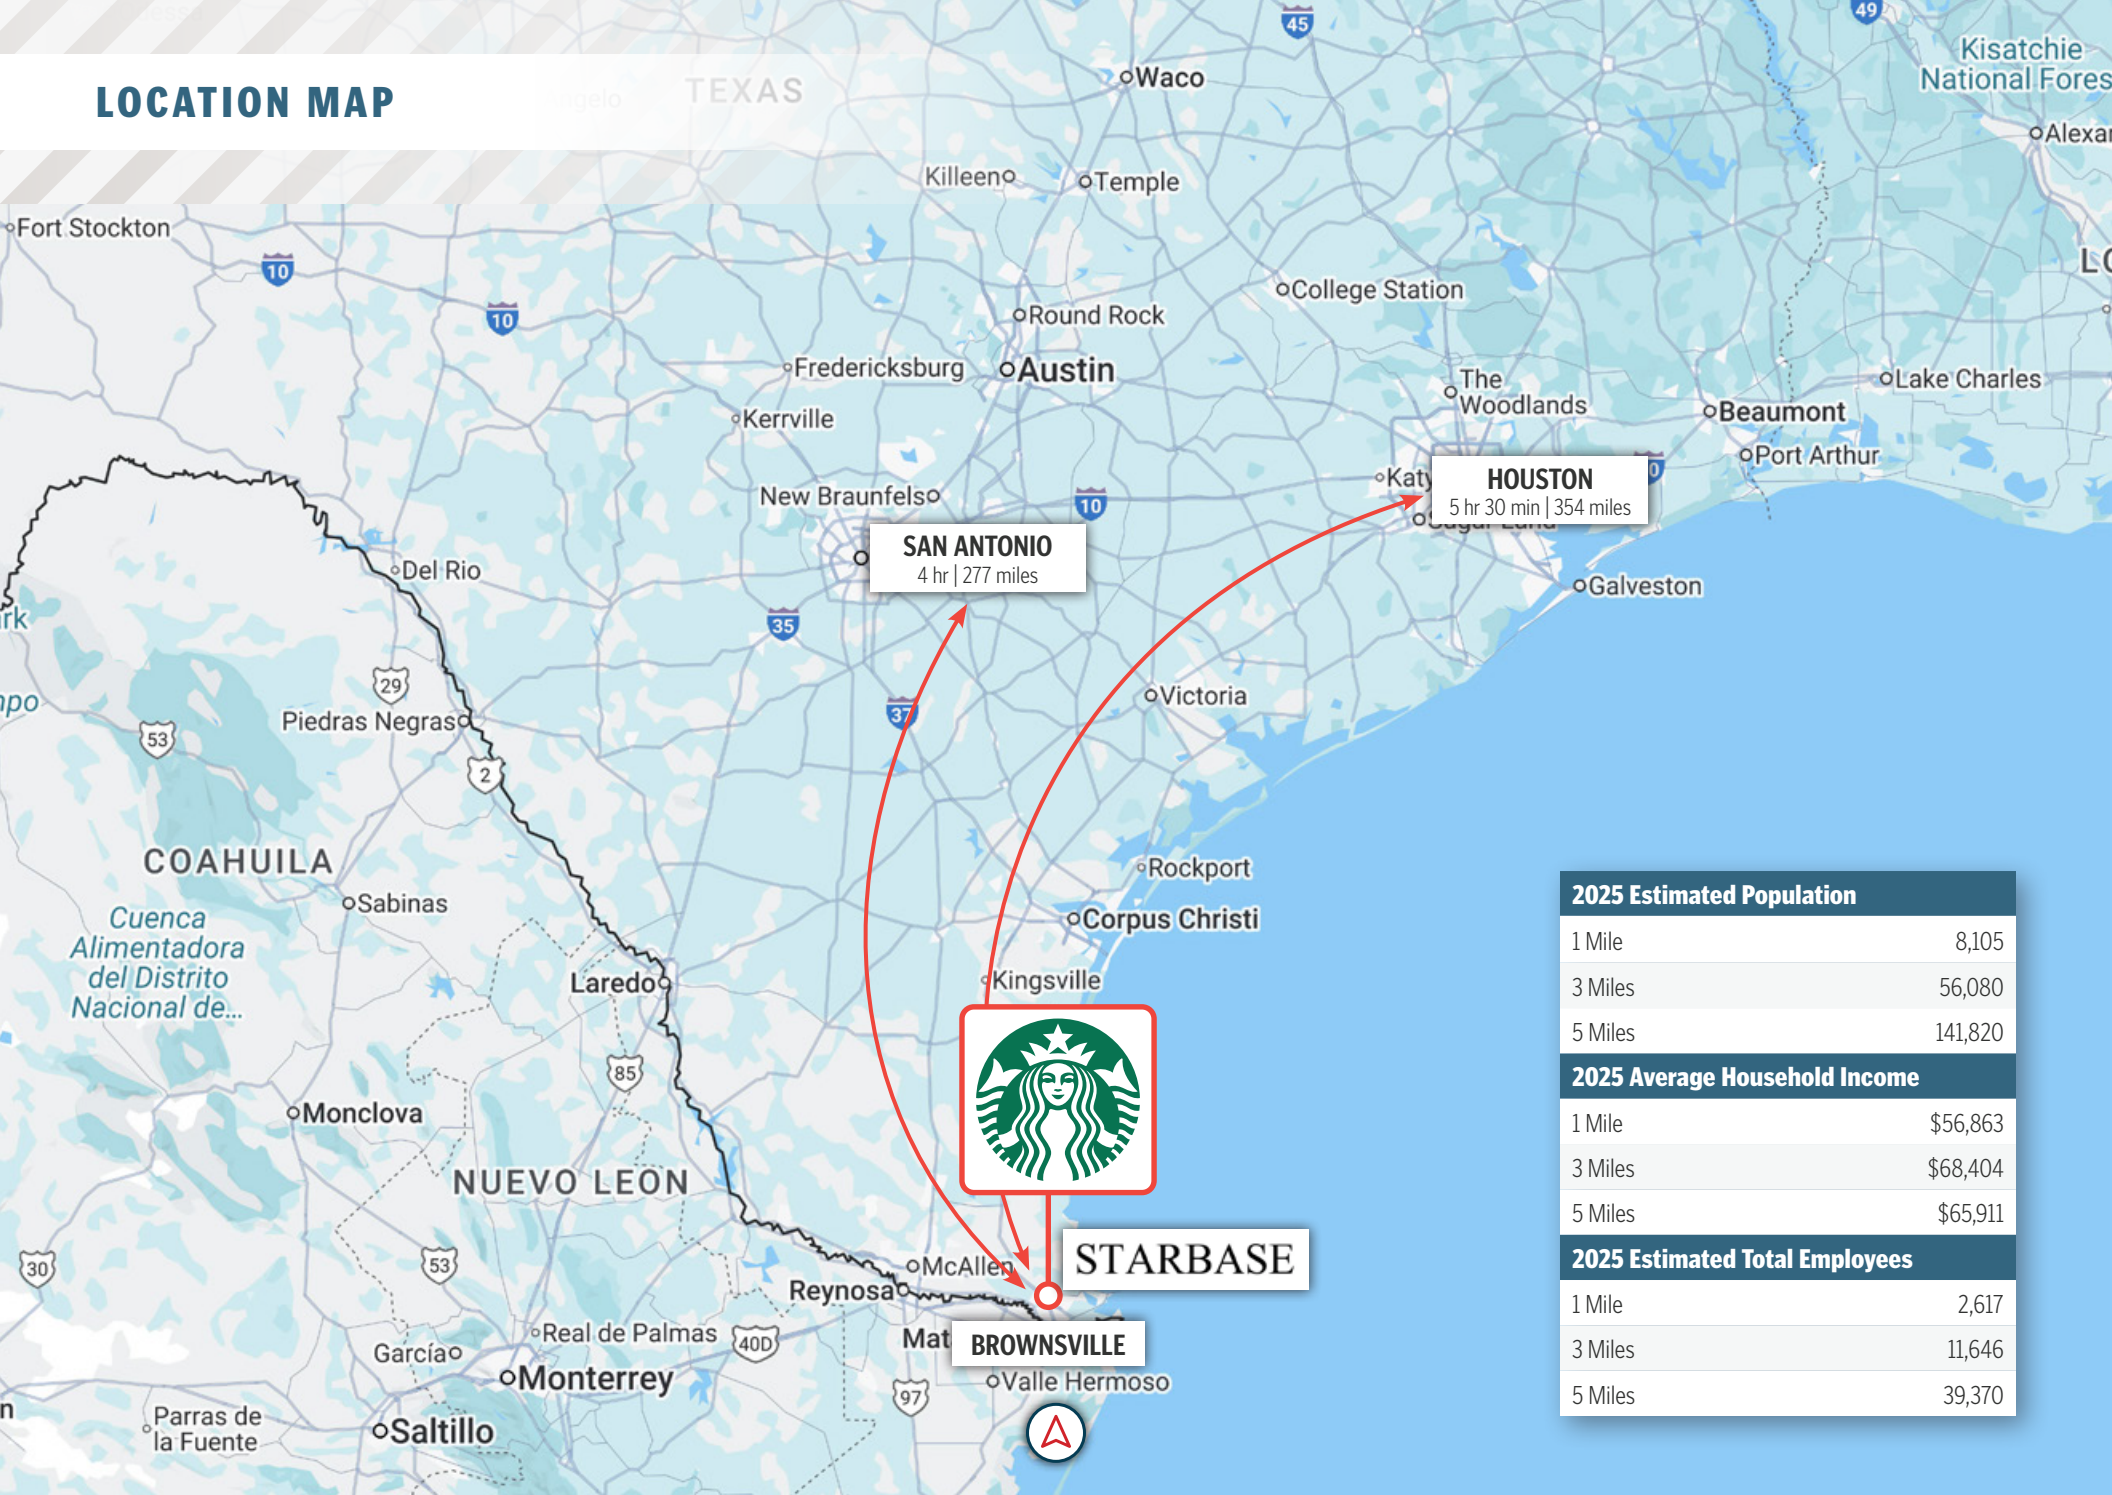 LOCATION MAP
TEXAS
Waco
45
49
Kisatchie
National Fores
Killeen
Temple
Fort Stockton
10
10
College Station
Round Rock
Fredericksburg
Austin
Kerrville
The
Woodlands
Lake Charles
Beaumont
Port Arthur
Katy
HOUSTON
5 hr 30 min | 354 miles
New Braunfels
10
SAN ANTONIO
4 hr | 277 miles
Del Rio
Galveston
35
29
37
Victoria
Piedras Negras
53
2
COAHUILA
Sabinas
Cuenca
Alimentadora
del Distrito
Nacional de...
Rockport
Corpus Christi
Laredo
Kingsville
85
Monclova
NUEVO LEON
30
53
McAllen
STARBASE
Reynosa
Real de Palmas
40D
Mat
BROWNSVILLE
García
Monterrey
97
Valle Hermoso
Parras de
la Fuente
Saltillo
2025 Estimated Population
1 Mile 8,105
3 Miles 56,080
5 Miles 141,820
2025 Average Household Income
1 Mile $56,863
3 Miles $68,404
5 Miles $65,911
2025 Estimated Total Employees
1 Mile 2,617
3 Miles 11,646
5 Miles 39,370